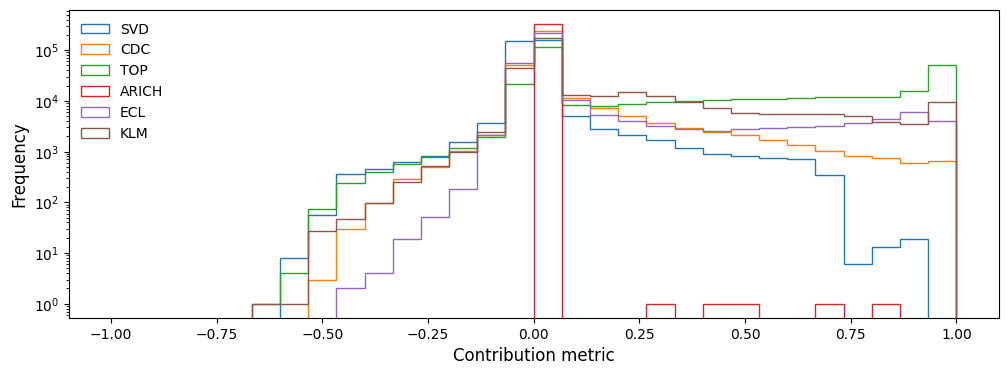 SVD
CDC
TOP
ARICH
ECL
KLM
Frequency
10⁵
10⁴
10³
10²
10¹
10⁰
−1.00 −0.75 −0.50 −0.25 0.00 0.25 0.50 0.75 1.00
Contribution metric